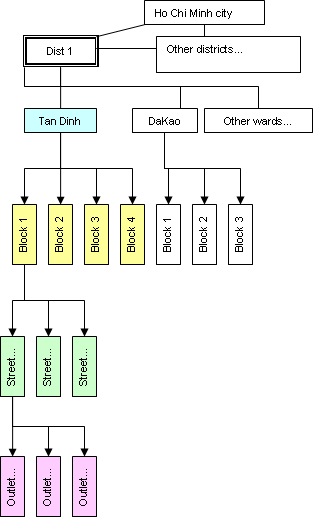 Ho Chi Minh city
Dist 1
Other districts...
Tan Dinh
DaKao
Other wards...
Block 1
Block 2
Block 3
Block 4
Block 1
Block 2
Block 3
Street...
Street...
Street...
Outlet...
Outlet...
Outlet...